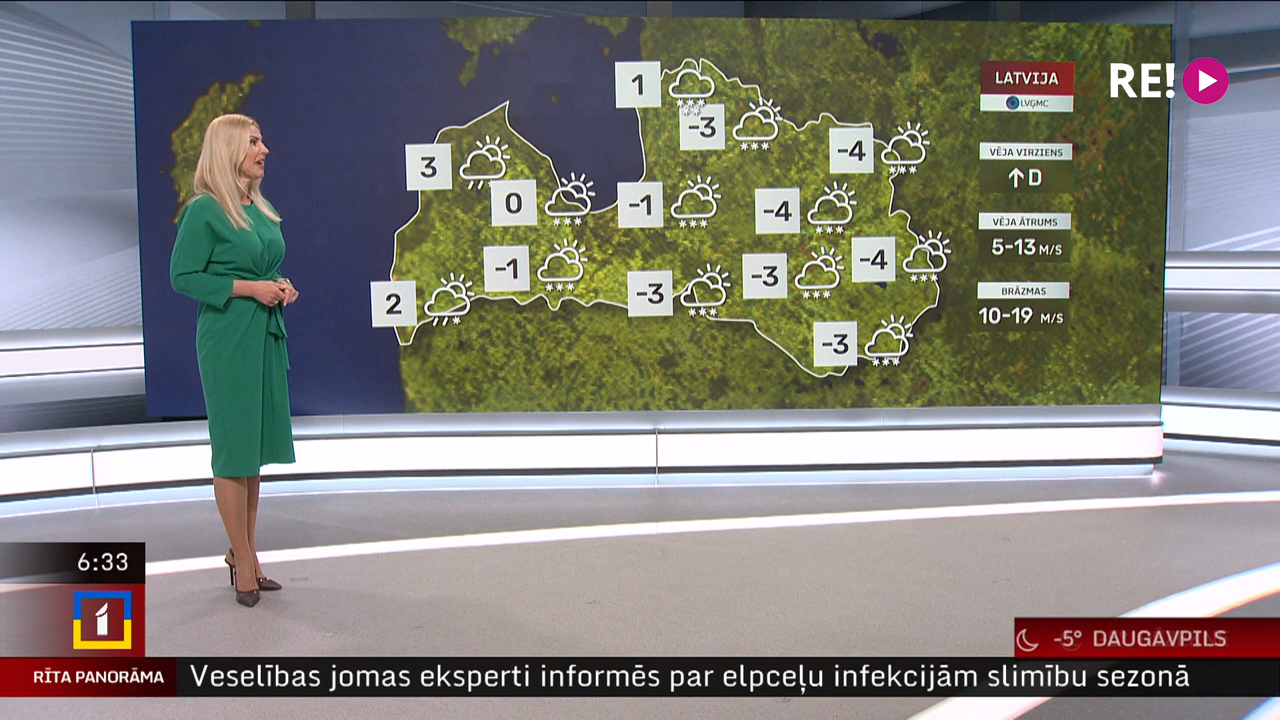 RE!
LATVIJA
LVĢMC
VĒJA VIRZIENS
↑D
VĒJA ĀTRUMS
5-13 M/S
BRĀZMAS
10-19 M/S
1
-3
-4
3
0
-1
-4
-1
-3
-3
-4
2
-3
6:33
1
-5° DAUGAVPILS
RĪTA PANORĀMA
Veselības jomas eksperti informēs par elpceļu infekcijām slimību sezonā